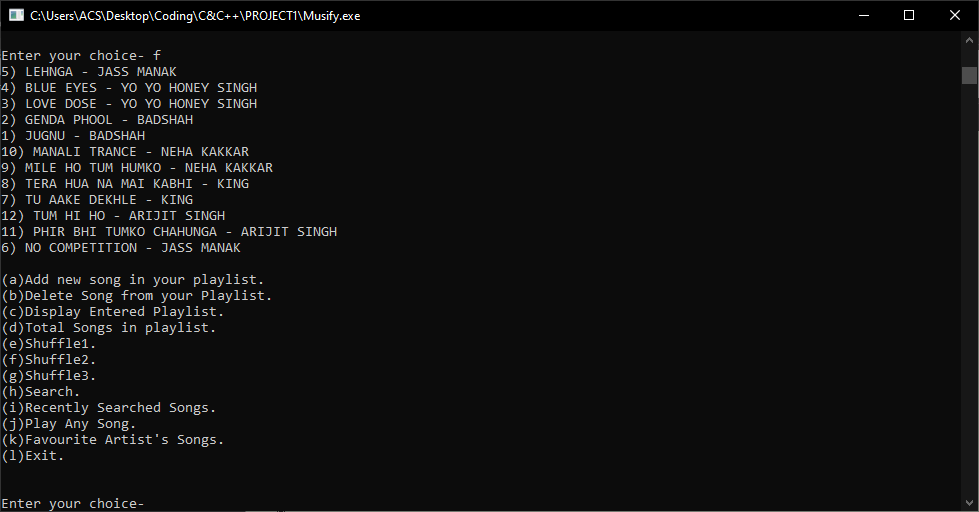 C:\Users\ACS\Desktop\Coding\C&C++\PROJECT1\Musify.exe
Enter your choice- f
5) LEHNGA - JASS MANAK
4) BLUE EYES - YO YO HONEY SINGH
3) LOVE DOSE - YO YO HONEY SINGH
2) GENDA PHOOL - BADSHAH
1) JUGNU - BADSHAH
10) MANALI TRANCE - NEHA KAKKAR
9) MILE HO TUM HUMKO - NEHA KAKKAR
8) TERA HUA NA MAI KABHI - KING
7) TU AAKE DEKHLE - KING
12) TUM HI HO - ARIJIT SINGH
11) PHIR BHI TUMKO CHAHUNGA - ARIJIT SINGH
6) NO COMPETITION - JASS MANAK
(a)Add new song in your playlist.
(b)Delete Song from your Playlist.
(c)Display Entered Playlist.
(d)Total Songs in playlist.
(e)Shuffle1.
(f)Shuffle2.
(g)Shuffle3.
(h)Search.
(i)Recently Searched Songs.
(j)Play Any Song.
(k)Favourite Artist's Songs.
(l)Exit.
Enter your choice-